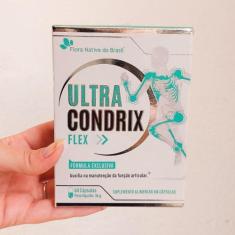 Flora Nativa do Brasil
ULTRA
CONDRIX
FLEX
FÓRMULA EXCLUSIVA
Auxilia na manutenção da função articular.
60 Cápsulas
SUPLEMENTO ALIMENTAR EM CÁPSULAS